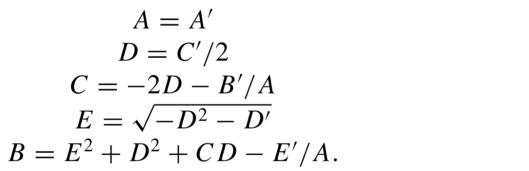 A = A′
D = C′/2
C = −2D − B′/A
E = √−D² − D′
B = E² + D² + CD − E′/A.